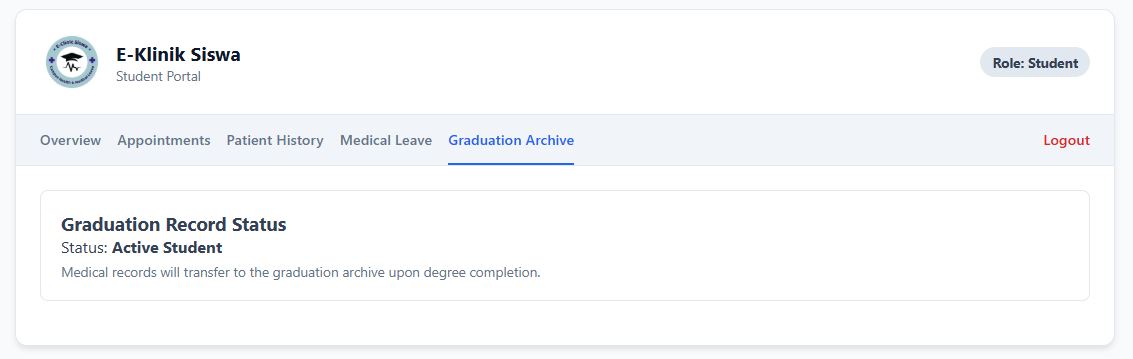 E-Klinik Siswa
Student Portal
Role: Student
Overview
Appointments
Patient History
Medical Leave
Graduation Archive
Logout
Graduation Record Status
Status: Active Student
Medical records will transfer to the graduation archive upon degree completion.